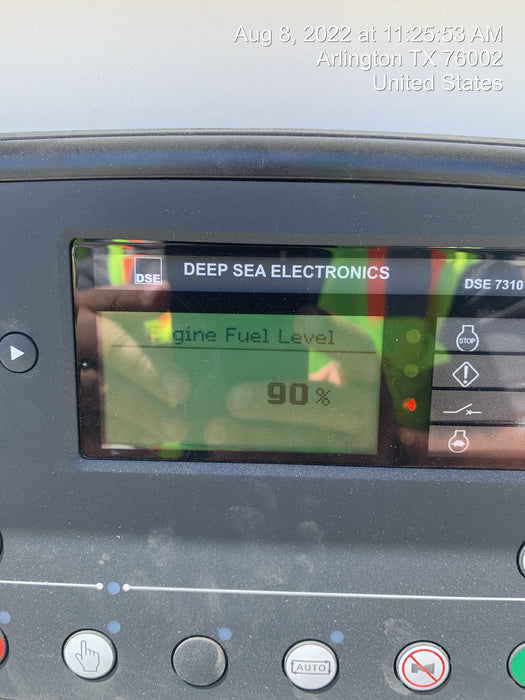 Aug 8, 2022 at 11:25:53 AM
Arlington TX 76002
United States
DSE
DEEP SEA ELECTRONICS
DSE 7310
Engine Fuel Level
90 %
STOP
AUTO